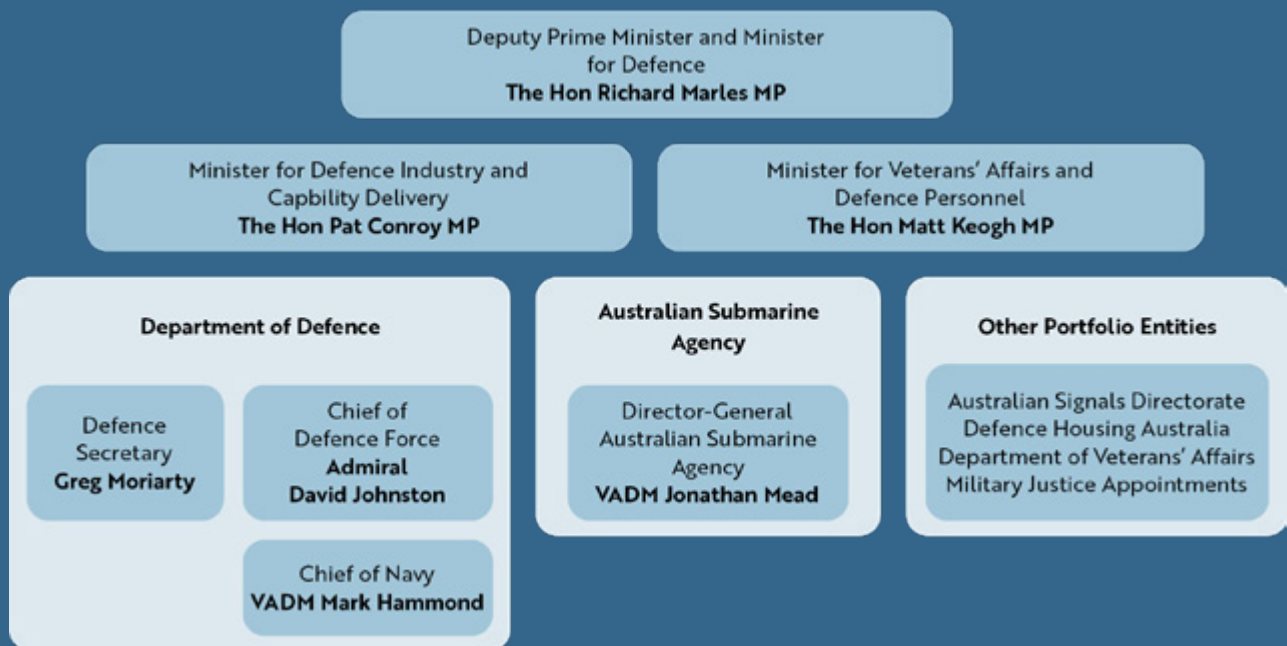 Deputy Prime Minister and Minister
for Defence
The Hon Richard Marles MP
Minister for Defence Industry and
Capbility Delivery
The Hon Pat Conroy MP
Minister for Veterans’ Affairs and
Defence Personnel
The Hon Matt Keogh MP
Department of Defence
Defence
Secretary
Greg Moriarty
Chief of
Defence Force
Admiral
David Johnston
Chief of Navy
VADM Mark Hammond
Australian Submarine
Agency
Director-General
Australian Submarine
Agency
VADM Jonathan Mead
Other Portfolio Entities
Australian Signals Directorate
Defence Housing Australia
Department of Veterans’ Affairs
Military Justice Appointments